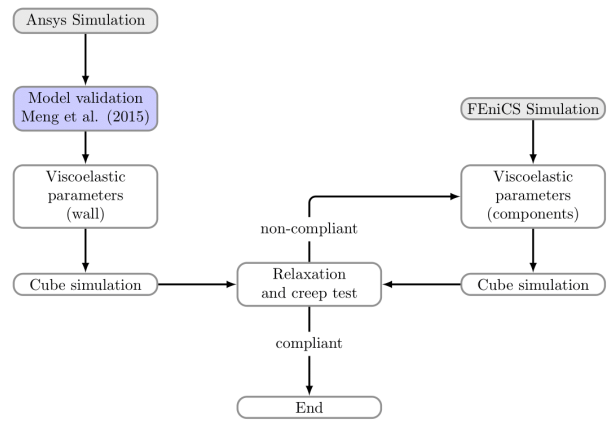 Ansys Simulation
Model validation
Meng et al. (2015)
Viscoelastic
parameters
(wall)
Cube simulation
FEniCS Simulation
Viscoelastic
parameters
(components)
Cube simulation
non-compliant
Relaxation
and creep test
compliant
End